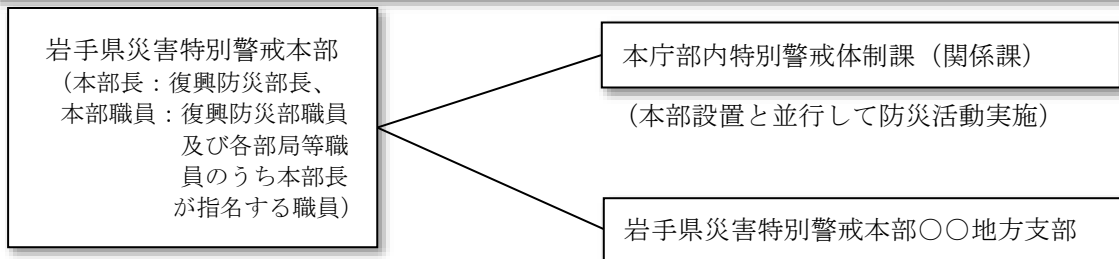 岩手県災害特別警戒本部
（本部長：復興防災部長、
本部職員：復興防災部職員
及び各部局等職
員のうち本部長
が指名する職員）
本庁部内特別警戒体制課（関係課）
（本部設置と並行して防災活動実施）
岩手県災害特別警戒本部〇〇地方支部